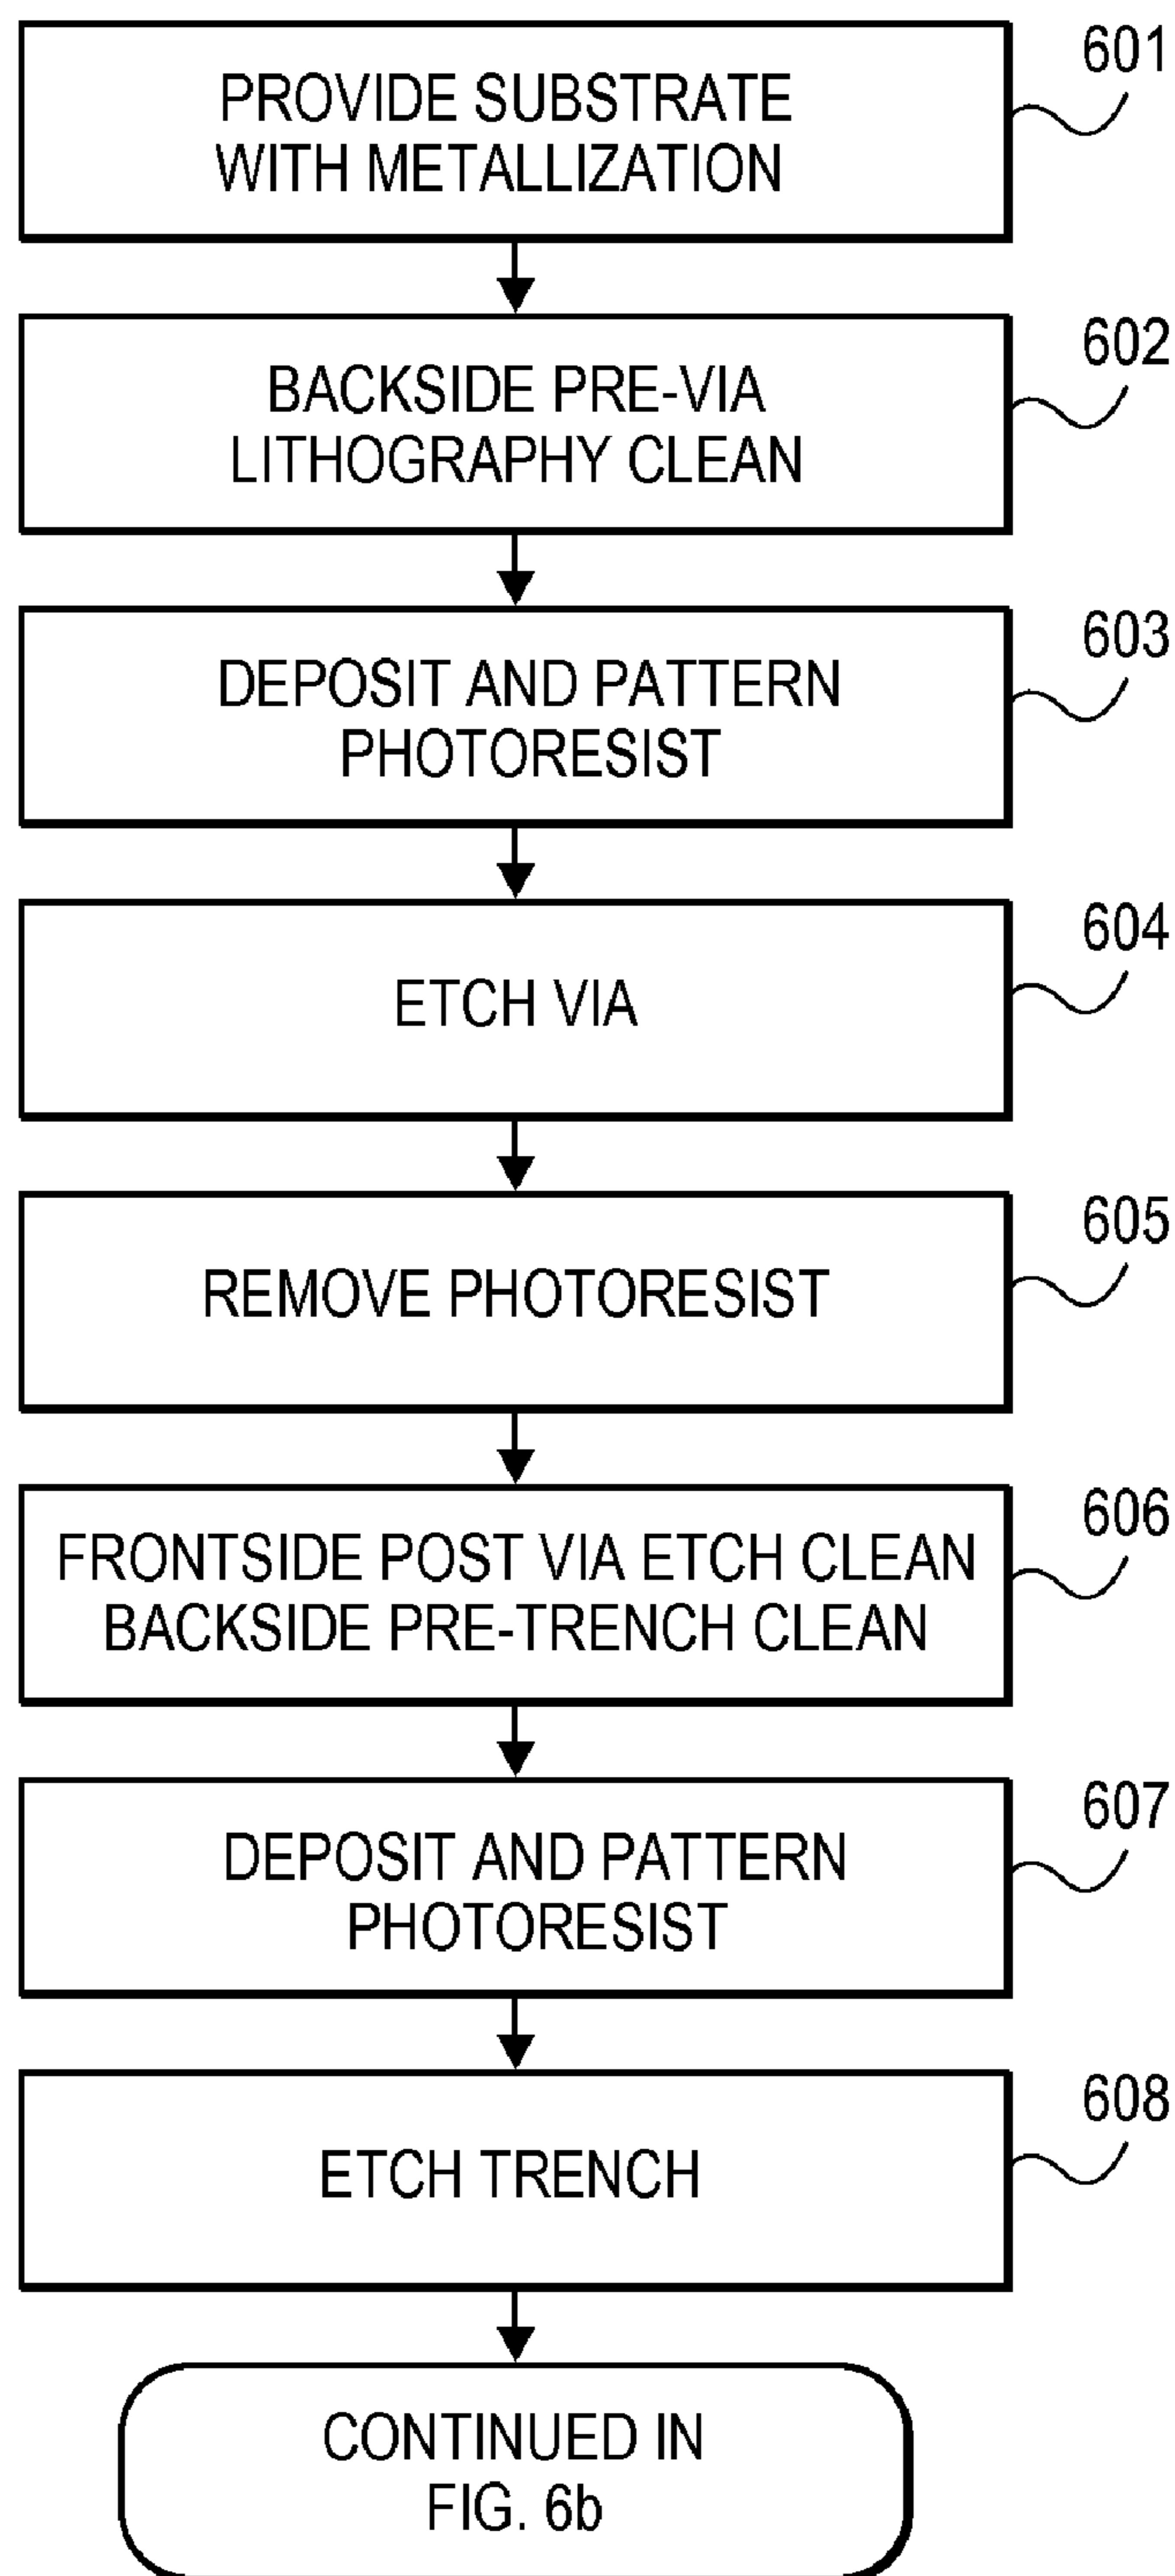 601
PROVIDE SUBSTRATE
WITH METALLIZATION
602
BACKSIDE PRE-VIA
LITHOGRAPHY CLEAN
603
DEPOSIT AND PATTERN
PHOTORESIST
604
ETCH VIA
605
REMOVE PHOTORESIST
606
FRONTSIDE POST VIA ETCH CLEAN
BACKSIDE PRE-TRENCH CLEAN
607
DEPOSIT AND PATTERN
PHOTORESIST
608
ETCH TRENCH
CONTINUED IN
FIG. 6b